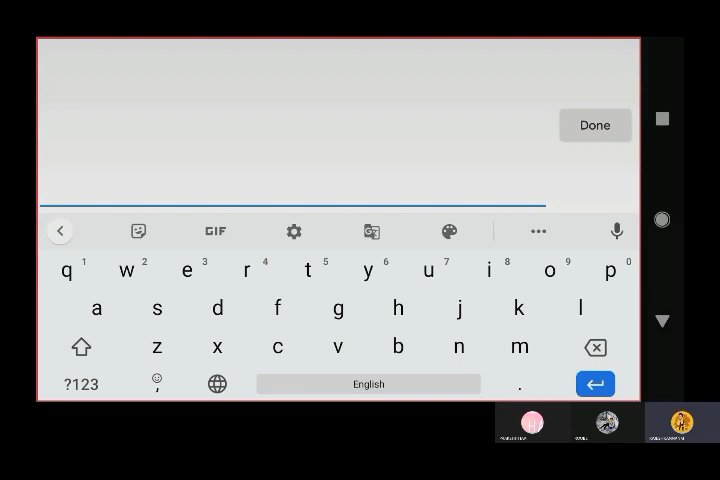 Done
GIF
q 1 w 2 e 3 r 4 t 5 y 6 u 7 i 8 o 9 p 0
a s d f g h j k l
z x c v b n m
?123 , English .